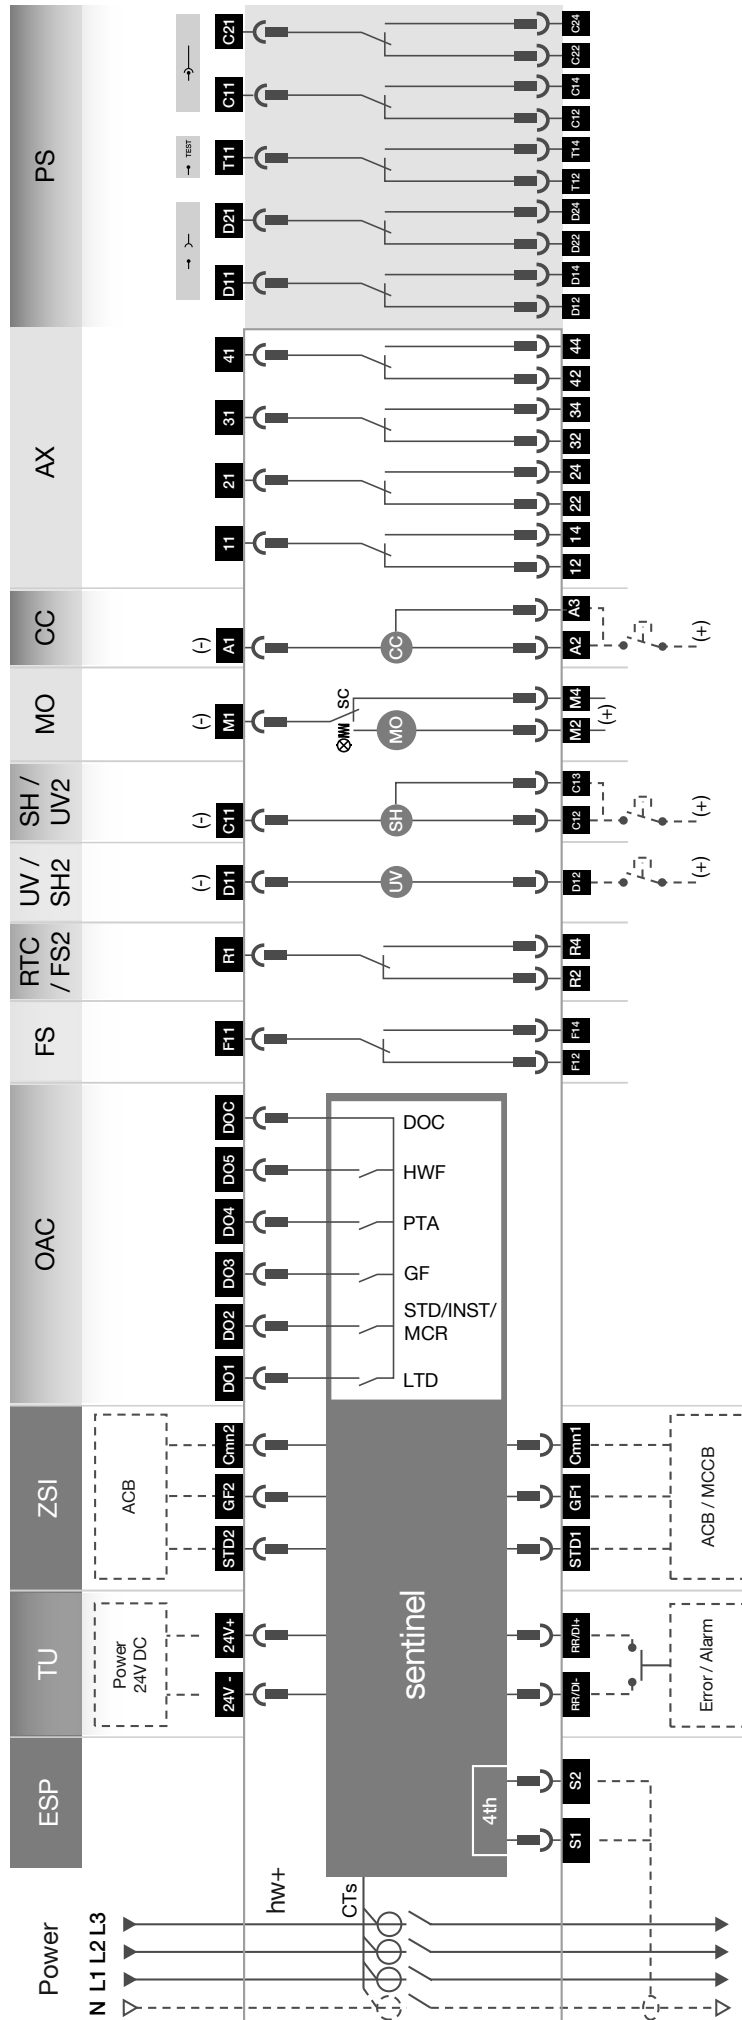 PS
TEST
C21
C11
T11
D21
D11
C24
C22
C14
C12
T14
T12
D24
D22
D14
D12
AX
41
31
21
11
44
42
34
32
24
22
14
12
CC
(-)
A1
CC
A3
A2
(+)
MO
(-)
M1
SC
MO
M4
M2
(+)
SH /
UV2
(-)
C11
SH
C13
C12
(+)
UV /
SH2
(-)
D11
UV
D12
(+)
RTC
/ FS2
R1
R4
R2
FS
F11
F14
F12
OAC
DOC
DO5
DO4
DO3
DO2
DO1
DOC
HWF
PTA
GF
STD/INST/
MCR
LTD
ZSI
ACB
Cmn2
GF2
STD2
Cmn1
GF1
STD1
ACB / MCCB
TU
Power
24V DC
24V+
24V -
sentinel
RR/DI+
RR/DI-
Error / Alarm
ESP
4th
S2
S1
hw+
CTs
Power
N L1 L2 L3